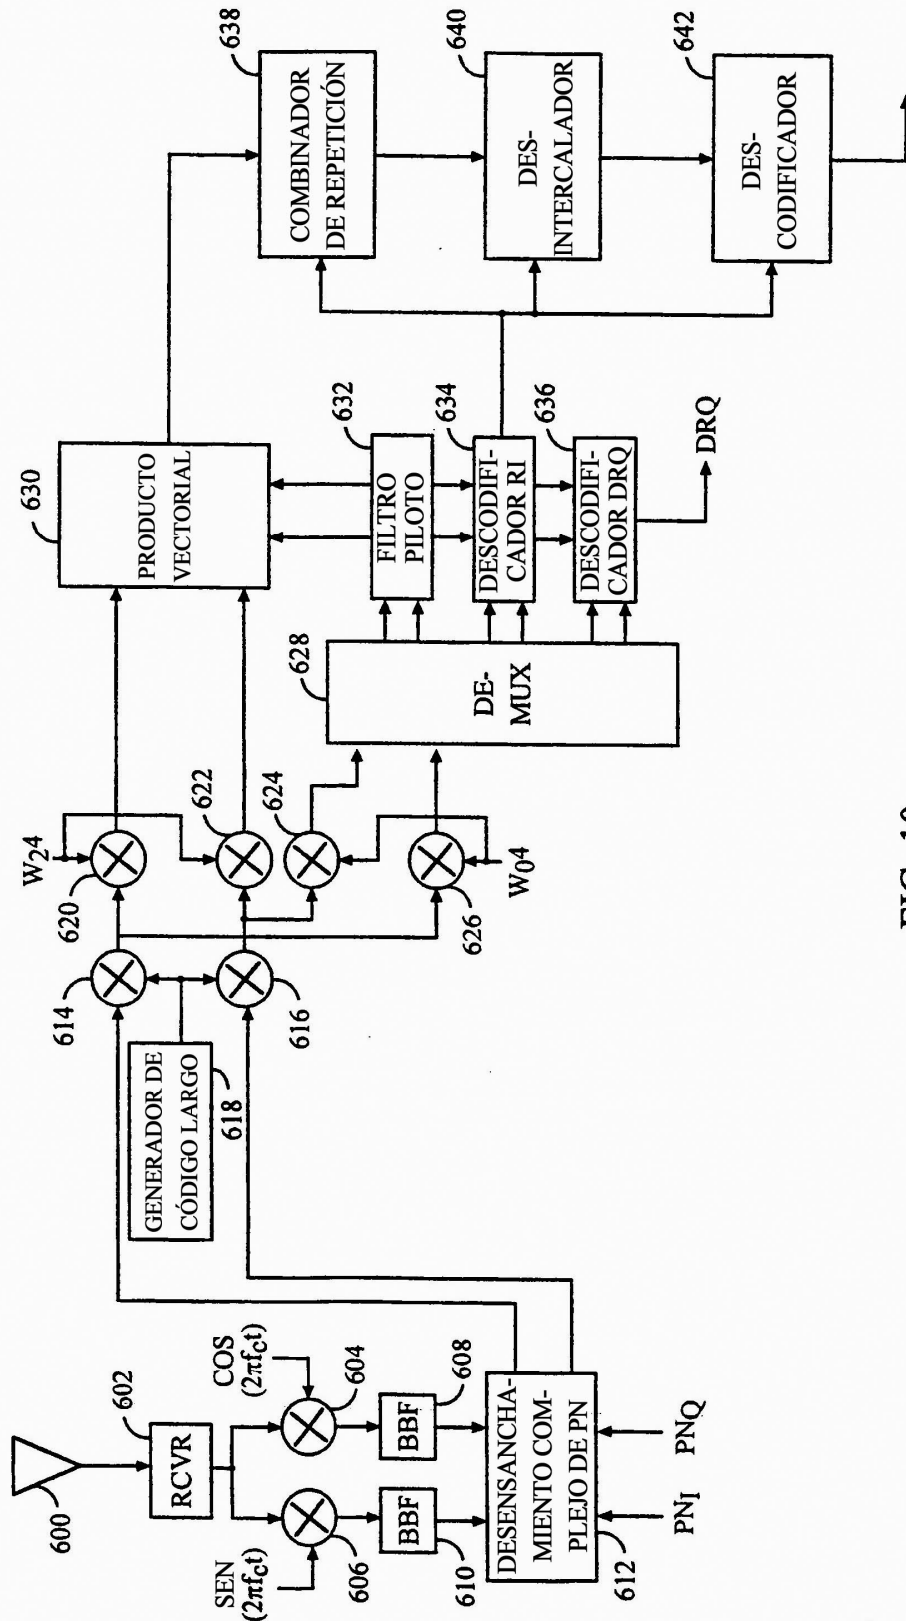 600
602
RCVR
SEN
(2πfct)
COS
(2πfct)
606
604
BBF
BBF
610
608
DESENSANCHA-
MIENTO COM-
PLEJO DE PN
612
PNI
PNQ
GENERADOR DE
CÓDIGO LARGO
618
614
616
W24
620
622
624
626
W04
DE-
MUX
628
PRODUCTO
VECTORIAL
630
FILTRO
PILOTO
632
DESCODIFI-
CADOR RI
634
DESCODIFI-
CADOR DRQ
636
DRQ
COMBINADOR
DE REPETICIÓN
638
DES-
INTERCALADOR
640
DES-
CODIFICADOR
642